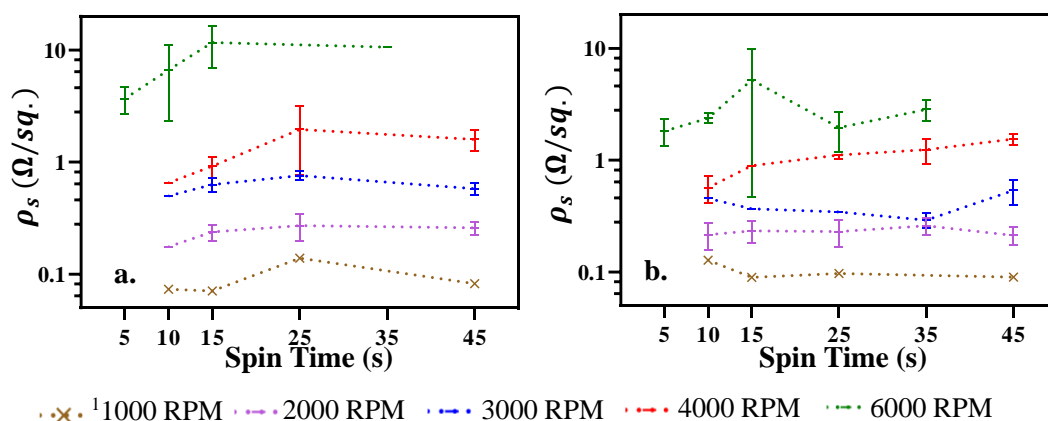 10
1
0.1
ρs (Ω/sq.)
a.
5 10 15 25 35 45
Spin Time (s)
10
1
0.1
ρs (Ω/sq.)
b.
5 10 15 25 35 45
Spin Time (s)
¹1000 RPM 2000 RPM 3000 RPM 4000 RPM 6000 RPM